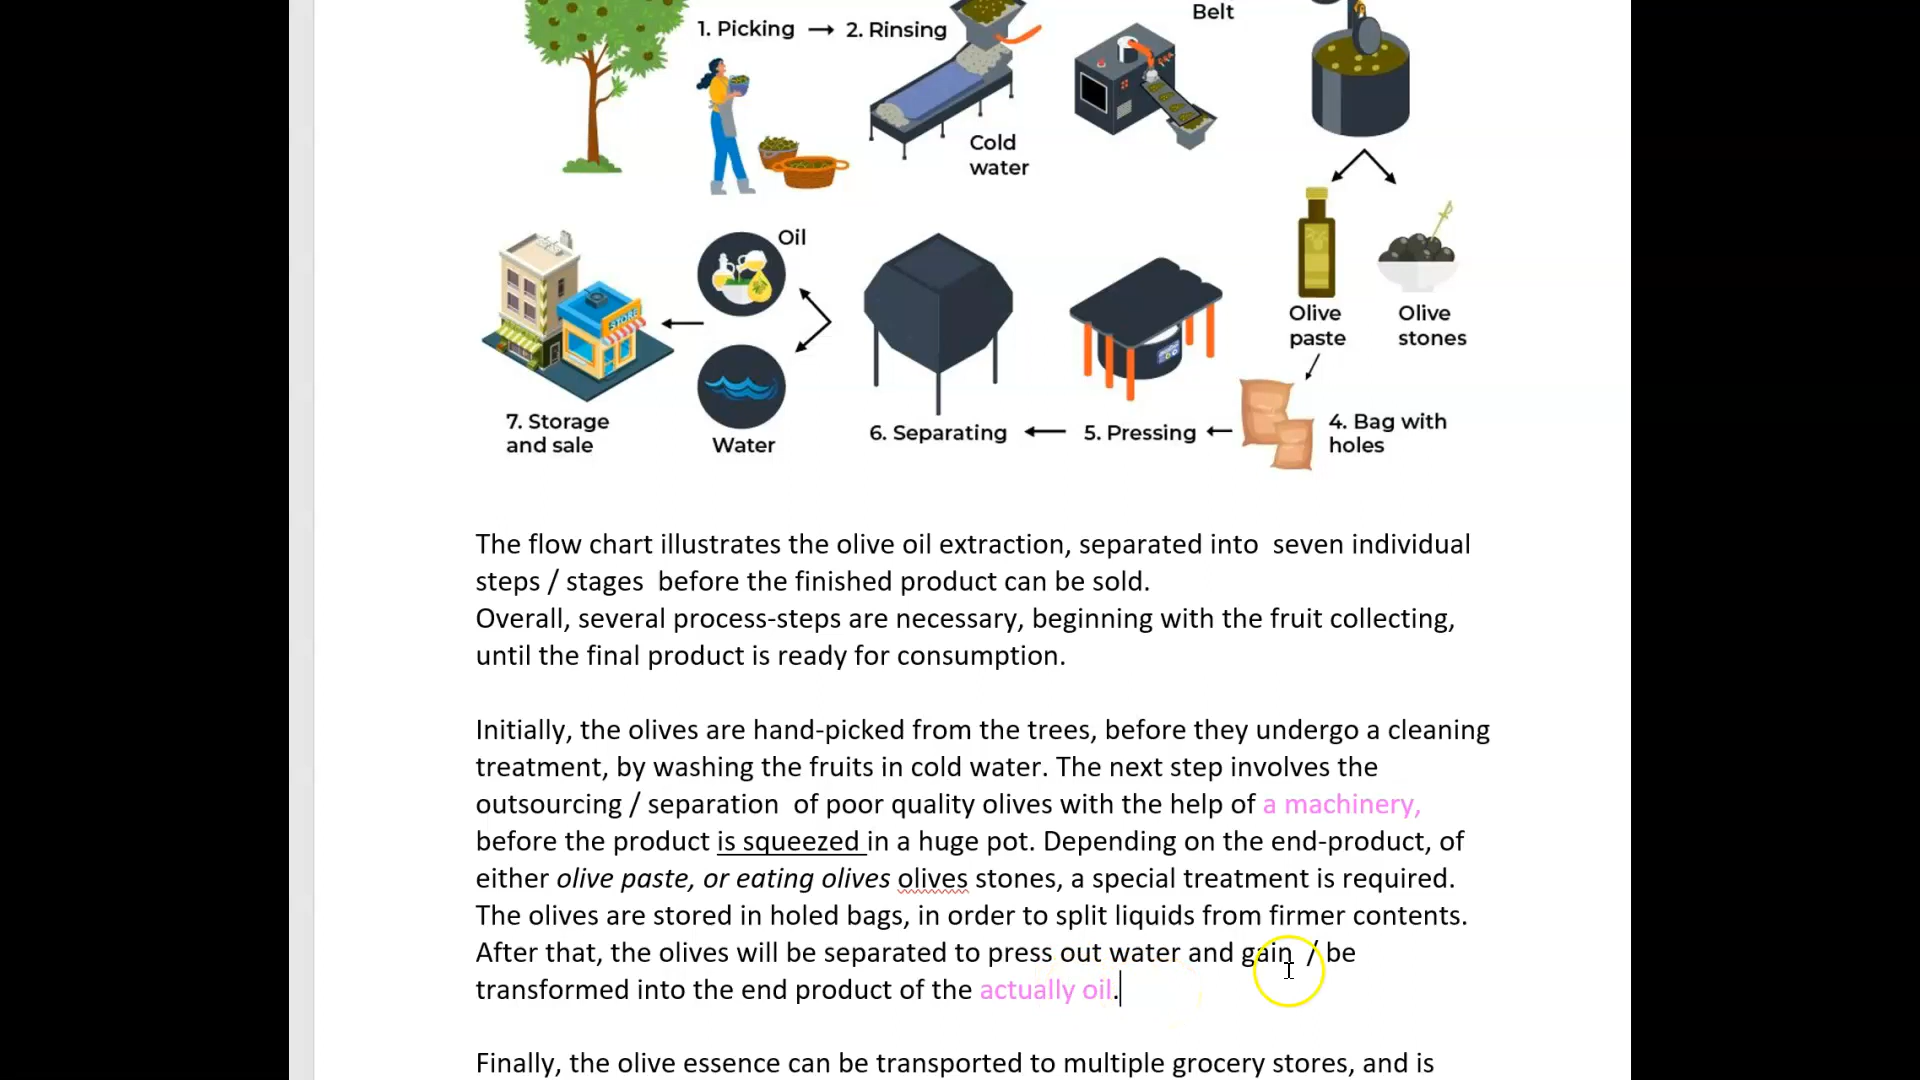 Belt
1. Picking → 2. Rinsing
Cold
water
Oil
STORE
Olive
paste
Olive
stones
7. Storage
and sale
Water
6. Separating ← 5. Pressing ←
4. Bag with
holes
The flow chart illustrates the olive oil extraction, separated into  seven individual
steps / stages  before the finished product can be sold.
Overall, several process-steps are necessary, beginning with the fruit collecting,
until the final product is ready for consumption.
Initially, the olives are hand-picked from the trees, before they undergo a cleaning
treatment, by washing the fruits in cold water. The next step involves the
outsourcing / separation  of poor quality olives with the help of a machinery,
before the product is squeezed in a huge pot. Depending on the end-product, of
either olive paste, or eating olives olives stones, a special treatment is required.
The olives are stored in holed bags, in order to split liquids from firmer contents.
After that, the olives will be separated to press out water and gain  / be
transformed into the end product of the actually oil.
Finally, the olive essence can be transported to multiple grocery stores, and is